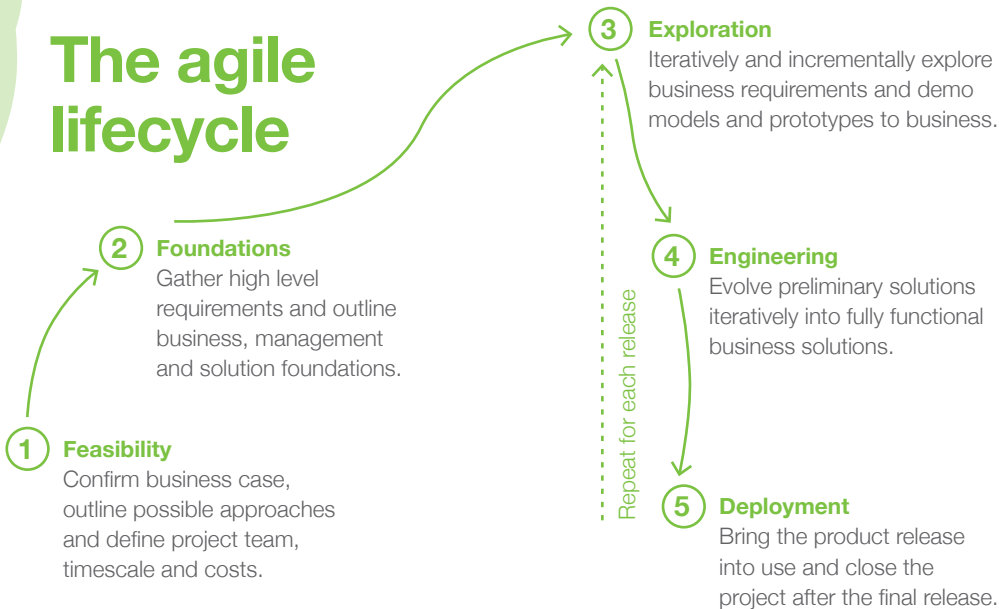 The agile
lifecycle
1
Feasibility
Confirm business case,
outline possible approaches
and define project team,
timescale and costs.
2
Foundations
Gather high level
requirements and outline
business, management
and solution foundations.
3
Exploration
Iteratively and incrementally explore
business requirements and demo
models and prototypes to business.
4
Engineering
Evolve preliminary solutions
iteratively into fully functional
business solutions.
5
Deployment
Bring the product release
into use and close the
project after the final release.
Repeat for each release